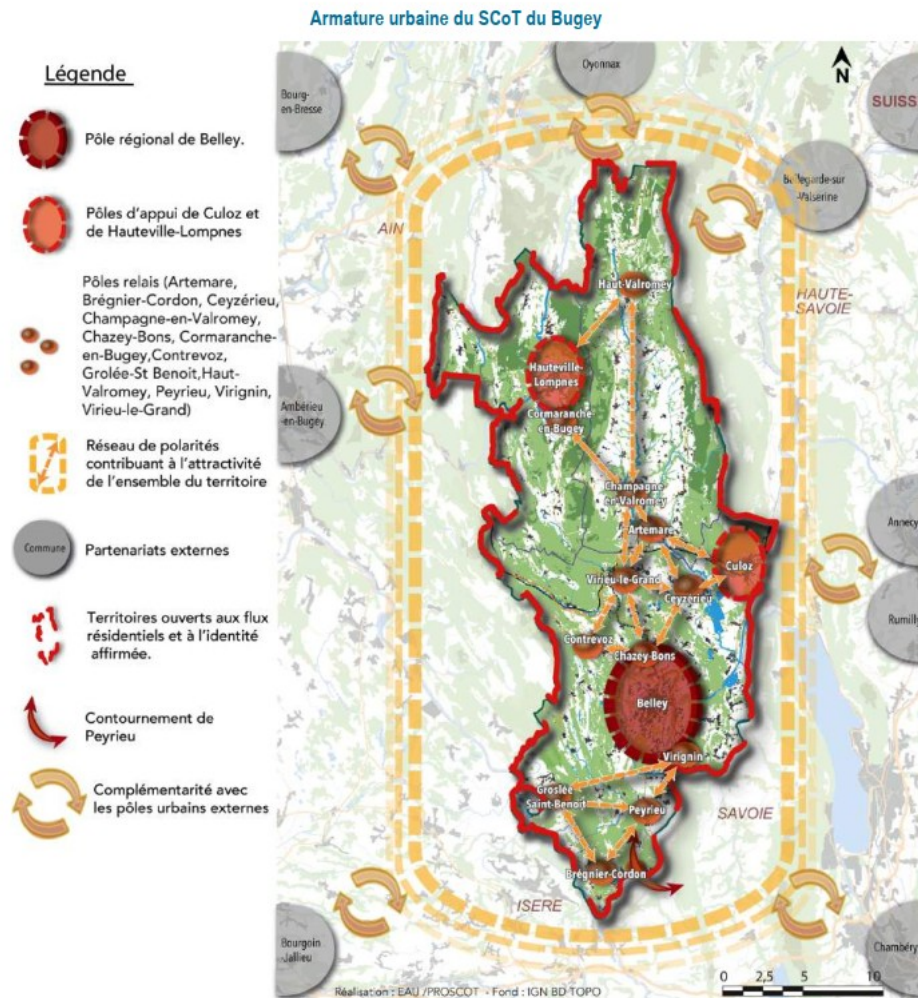 Armature urbaine du SCoT du Bugey
Légende
Pôle régional de Belley.
Pôles d'appui de Culoz et
de Hauteville-Lompnes
Pôles relais (Artemare,
Brégnier-Cordon, Ceyzérieu,
Champagne-en-Valromey,
Chazey-Bons, Cormaranche-
en-Bugey,Contrevoz,
Grolée-St Benoit,Haut-
Valromey, Peyrieu, Virignin,
Virieu-le-Grand)
Réseau de polarités
contribuant à l'attractivité
de l'ensemble du territoire
Commune
Partenariats externes
Territoires ouverts aux flux
résidentiels et à l'identité
affirmée.
Contournement de
Peyrieu
Complémentarité avec
les pôles urbains externes
Oyonnax
N
Bourg-
en-Bresse
SUISS
Bellegarde-sur
-Valserine
AIN
HAUTE-
SAVOIE
Haut-Valromey
Hauteville-
Lompnes
Ambérieu
-en-Bugey
Cormaranche-
en-Bugey
Champagne
en-Valromey
Artemare
Annecy
Culoz
Virieu-le-Grand
Ceyzérieu
Rumilly
Contrevoz
Chazey-Bons
Belley
Virignin
Groslée
Saint-Benoit
Peyrieu
SAVOIE
Brégnier-Cordon
ISERE
Bourgoin
Jallieu
Chambéry
0 2,5 5 10
Réalisation : EAU /PROSCOT - Fond : IGN BD TOPO